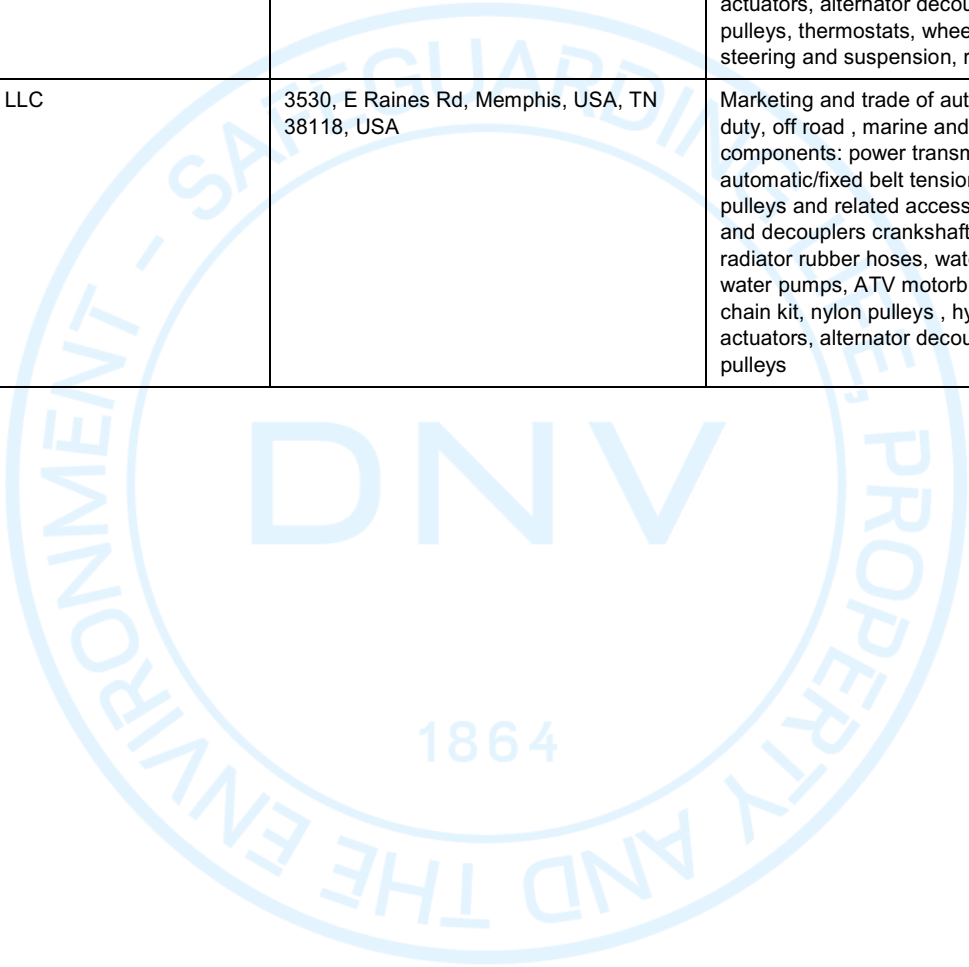 actuators, alternator decou
pulleys, thermostats, whee
steering and suspension, r
LLC
3530, E Raines Rd, Memphis, USA, TN
38118, USA
Marketing and trade of aut
duty, off road , marine and
components: power transm
automatic/fixed belt tension
pulleys and related access
and decouplers crankshaft
radiator rubber hoses, wate
water pumps, ATV motorb
chain kit, nylon pulleys , hy
actuators, alternator decou
pulleys
SAFEGUARDING LIFE, PROPERTY AND THE ENVIRONMENT -
DNV
1864